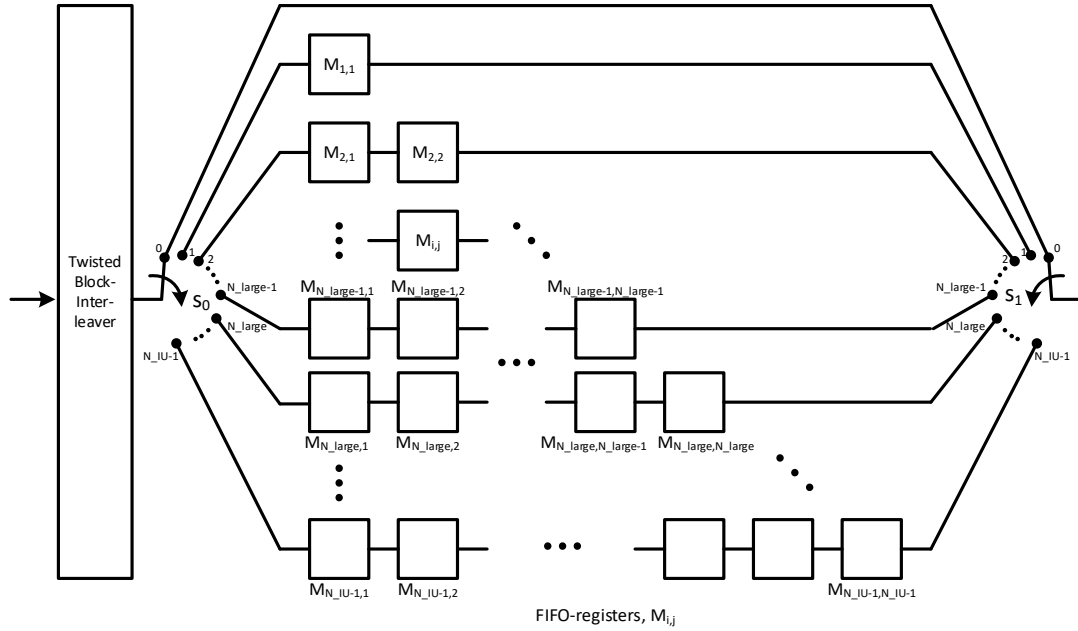 0
M1,1
M2,1
M2,2
Mi,j
Twisted
Block-
Inter-
leaver
0
1
2
N_large-1
S0
N_large
N_IU-1
2
1
0
N_large-1
S1
N_large
N_IU-1
MN_large-1,1
MN_large-1,2
MN_large-1,N_large-1
MN_large,1
MN_large,2
MN_large,N_large-1
MN_large,N_large
MN_IU-1,1
MN_IU-1,2
MN_IU-1,N_IU-1
FIFO-registers, Mi,j